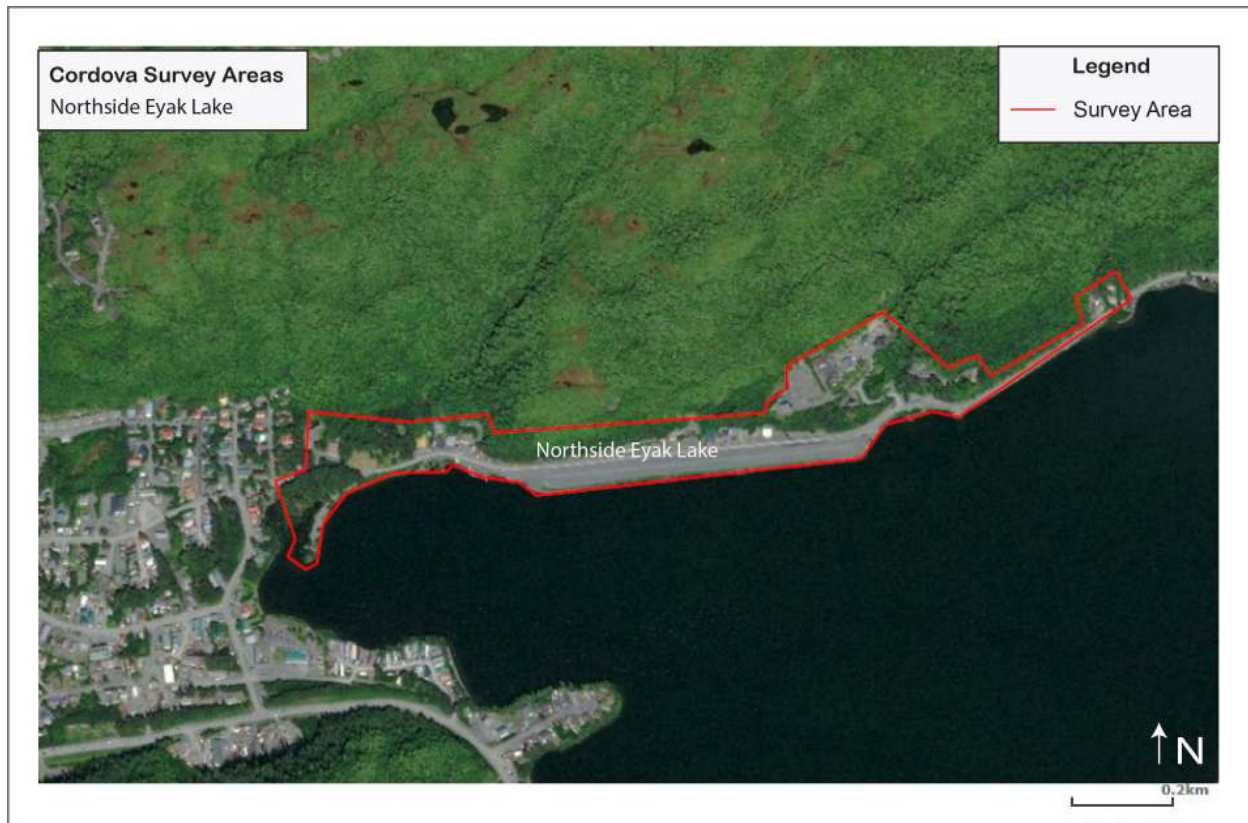 Cordova Survey Areas
Northside Eyak Lake
Legend
Survey Area
Northside Eyak Lake
N
0.2km